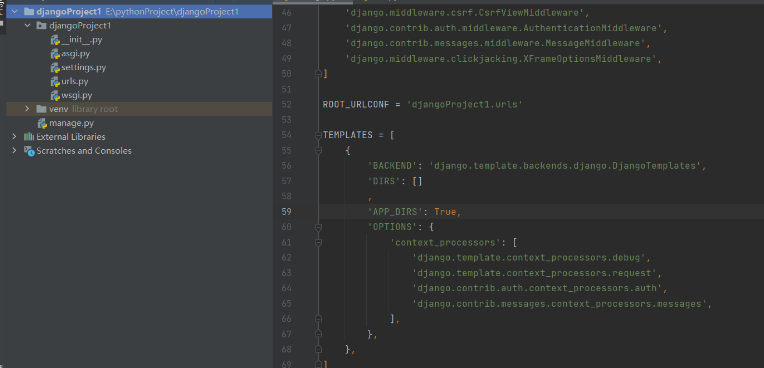 djangoProject1 E:\pythonProject\djangoProject1
djangoProject1
__init__.py
asgi.py
settings.py
urls.py
wsgi.py
venv library root
manage.py
External Libraries
Scratches and Consoles
46 'django.middleware.csrf.CsrfViewMiddleware',
47 'django.contrib.auth.middleware.AuthenticationMiddleware',
48 'django.contrib.messages.middleware.MessageMiddleware',
49 'django.middleware.clickjacking.XFrameOptionsMiddleware',
50 ]
51
52 ROOT_URLCONF = 'djangoProject1.urls'
53
54 TEMPLATES = [
55 {
56 'BACKEND': 'django.template.backends.django.DjangoTemplates',
57 'DIRS': []
58 ,
59 'APP_DIRS': True,
60 'OPTIONS': {
61 'context_processors': [
62 'django.template.context_processors.debug',
63 'django.template.context_processors.request',
64 'django.contrib.auth.context_processors.auth',
65 'django.contrib.messages.context_processors.messages',
66 ],
67 },
68 },
69 ]